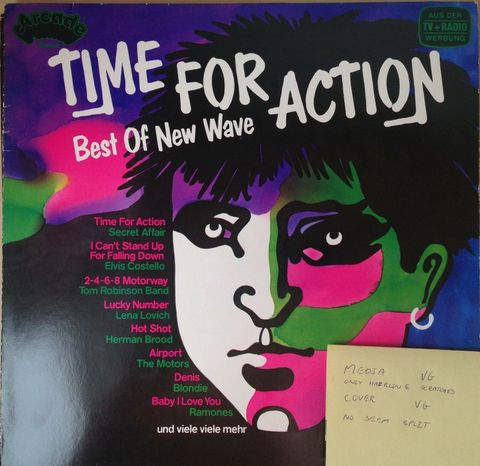 Arcade
AUS DER
TV + RADIO
WERBUNG
TIME FOR ACTION
Best Of New Wave
Time For Action
Secret Affair
I Can't Stand Up
For Falling Down
Elvis Costello
2-4-6-8 Motorway
Tom Robinson Band
Lucky Number
Lena Lovich
Hot Shot
Herman Brood
Airport
The Motors
Denis
Blondie
Baby I Love You
Ramones
und viele viele mehr
MEDIA VG
ONLY HAIRLINE SCRATCHES
COVER VG
NO SEAM SPLIT